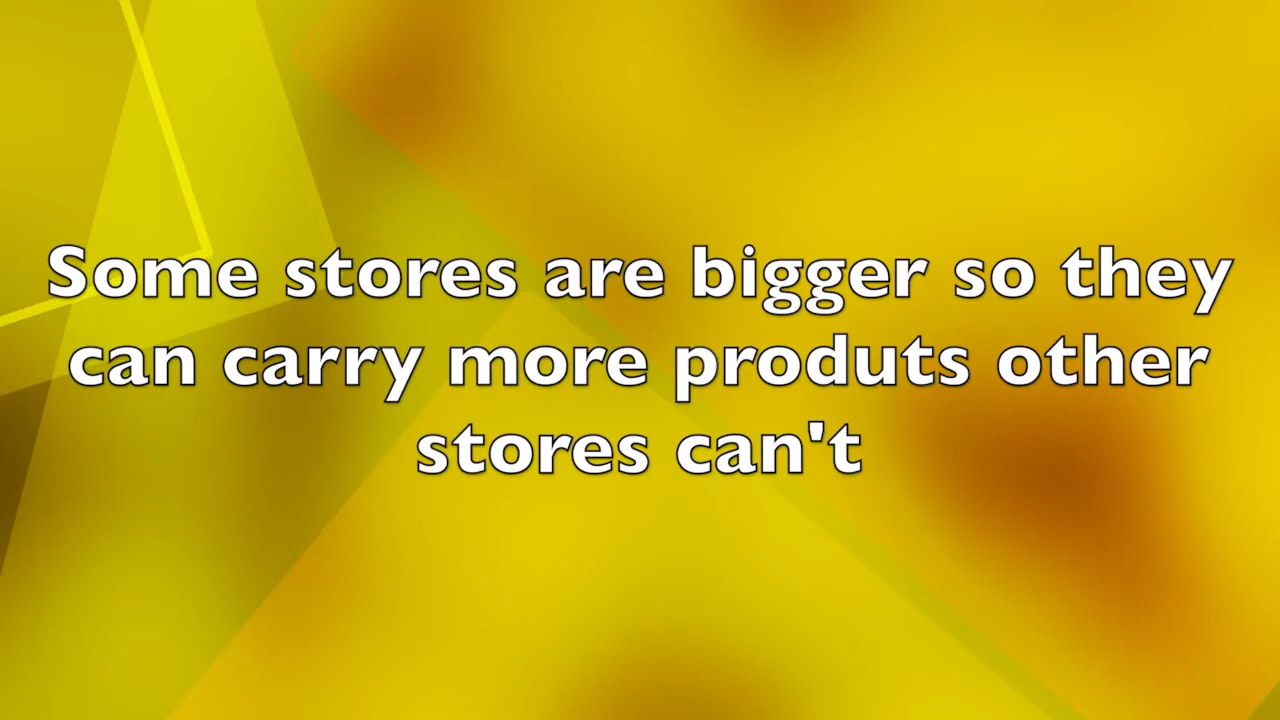 Some stores are bigger so they
can carry more produts other
stores can't